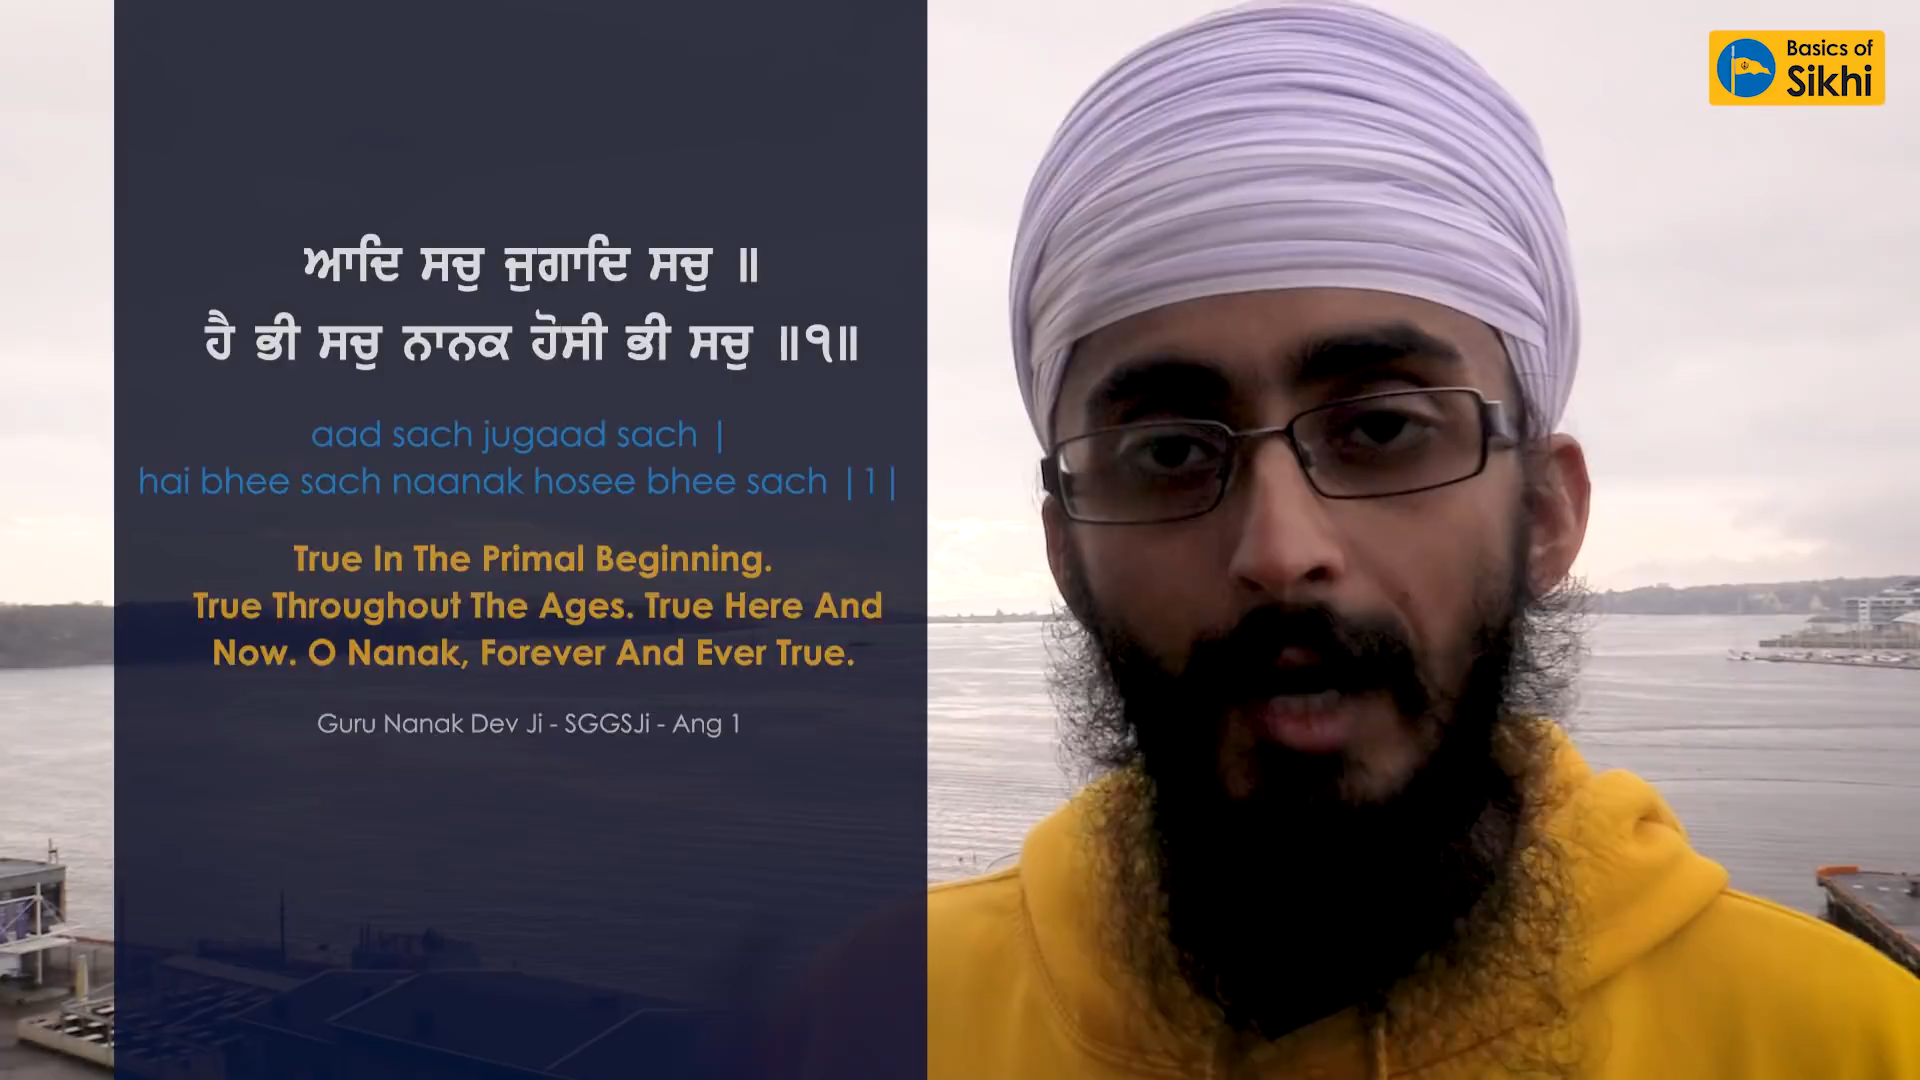 ਆਦਿ ਸਚੁ ਜੁਗਾਦਿ ਸਚੁ ॥
ਹੈ ਭੀ ਸਚੁ ਨਾਨਕ ਹੋਸੀ ਭੀ ਸਚੁ ॥੧॥
aad sach jugaad sach |
hai bhee sach naanak hosee bhee sach |1|
True In The Primal Beginning.
True Throughout The Ages. True Here And
Now. O Nanak, Forever And Ever True.
Guru Nanak Dev Ji - SGGSJi - Ang 1
Basics of
Sikhi